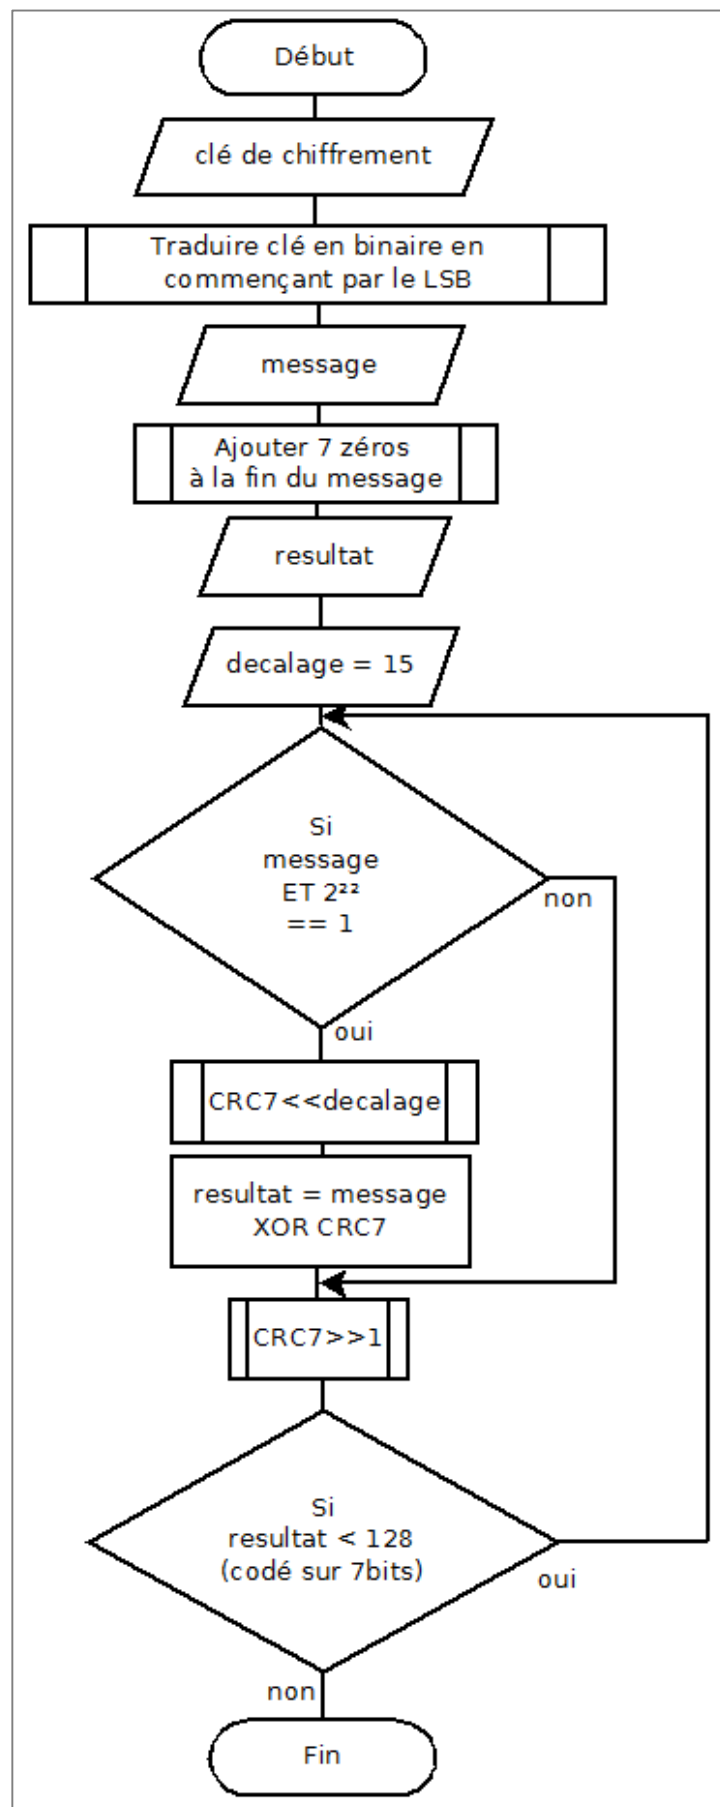 Début
clé de chiffrement
Traduire clé en binaire en
commençant par le LSB
message
Ajouter 7 zéros
à la fin du message
resultat
decalage = 15
Si
message
ET 2²²
== 1
non
oui
CRC7<<decalage
resultat = message
XOR CRC7
CRC7>>1
Si
resultat < 128
(codé sur 7bits)
oui
non
Fin